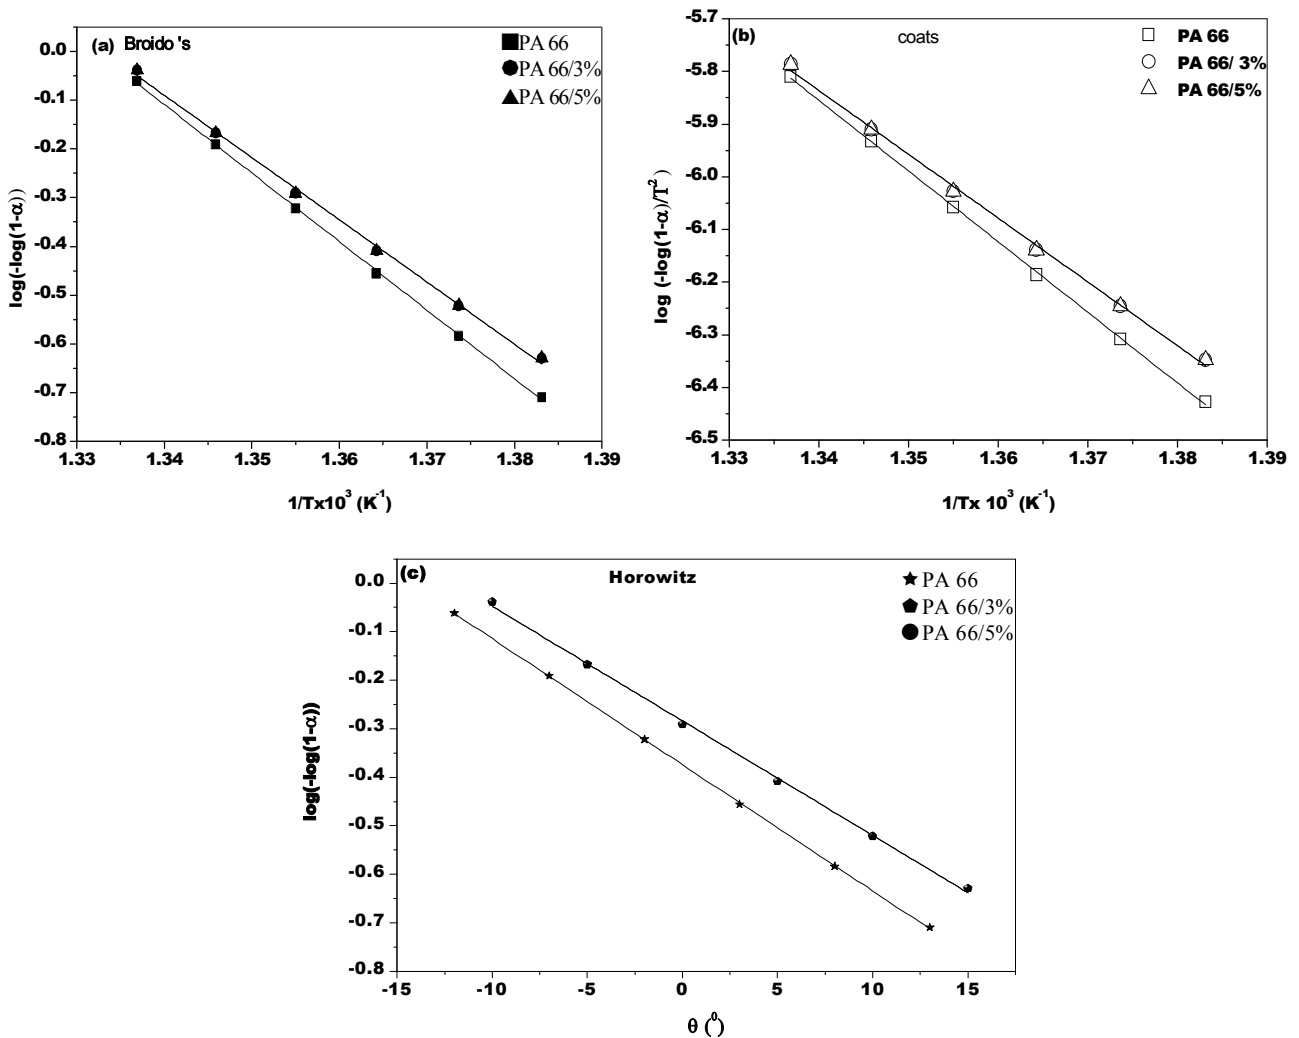 (a) Broido 's
PA 66
PA 66/3%
PA 66/5%
0.0
-0.1
-0.2
-0.3
-0.4
-0.5
-0.6
-0.7
-0.8
log(-log(1-α))
1.33 1.34 1.35 1.36 1.37 1.38 1.39
1/Tx10³ (K⁻¹)
(b) coats
PA 66
PA 66/ 3%
PA 66/5%
-5.7
-5.8
-5.9
-6.0
-6.1
-6.2
-6.3
-6.4
-6.5
log (-log(1-α)/T²)
1.33 1.34 1.35 1.36 1.37 1.38 1.39
1/Tx 10³ (K⁻¹)
(c) Horowitz
PA 66
PA 66/3%
PA 66/5%
0.0
-0.1
-0.2
-0.3
-0.4
-0.5
-0.6
-0.7
-0.8
log(-log(1-α))
-15 -10 -5 0 5 10 15
θ (⁰)